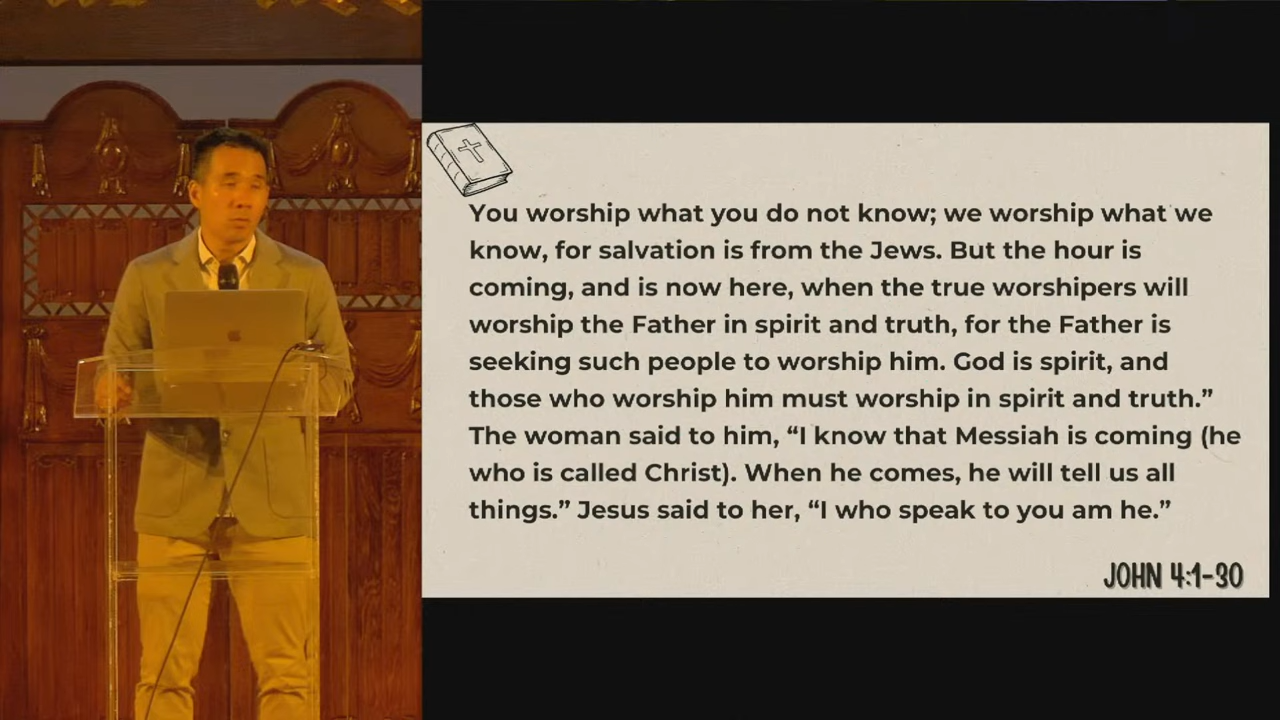 You worship what you do not know; we worship what we
know, for salvation is from the Jews. But the hour is
coming, and is now here, when the true worshipers will
worship the Father in spirit and truth, for the Father is
seeking such people to worship him. God is spirit, and
those who worship him must worship in spirit and truth.”
The woman said to him, “I know that Messiah is coming (he
who is called Christ). When he comes, he will tell us all
things.” Jesus said to her, “I who speak to you am he.”
JOHN 4:1-30